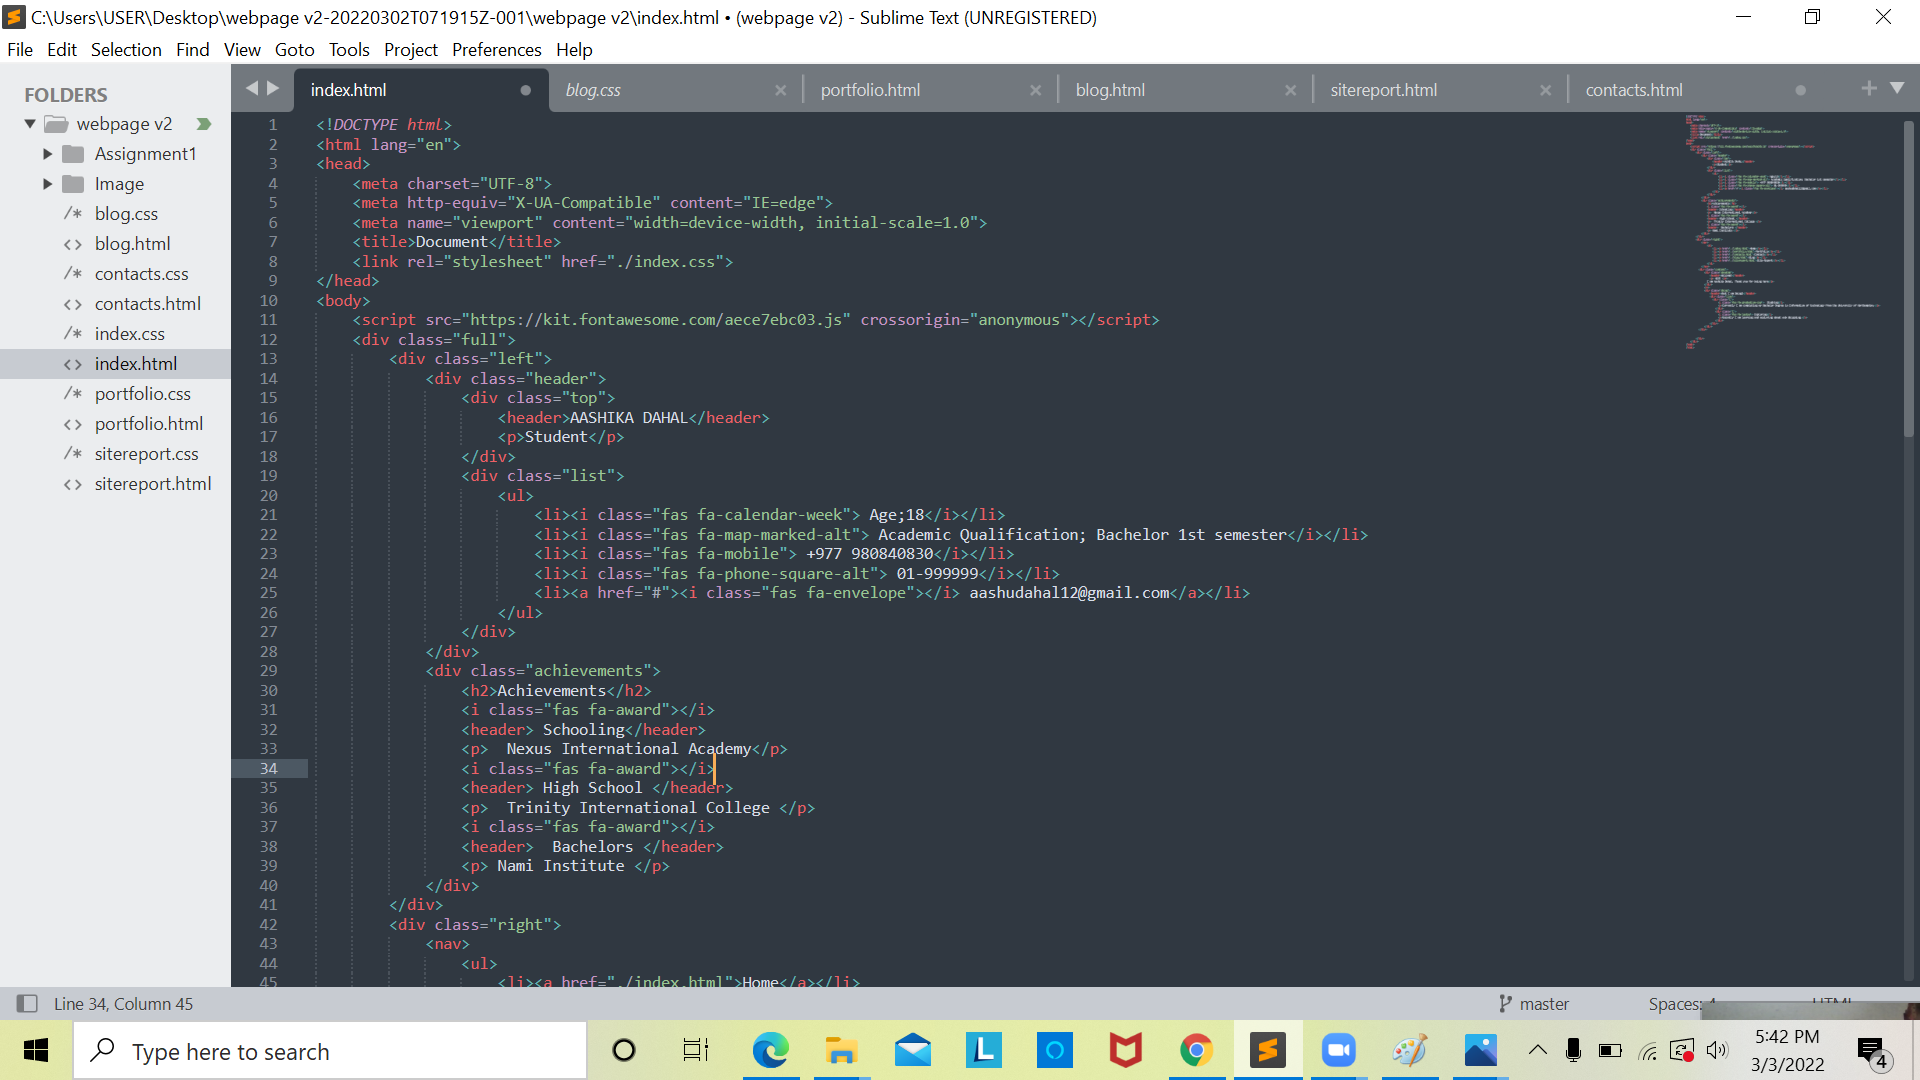 C:\Users\USER\Desktop\webpage v2-20220302T071915Z-001\webpage v2\index.html • (webpage v2) - Sublime Text (UNREGISTERED)
File Edit Selection Find View Goto Tools Project Preferences Help
FOLDERS
webpage v2
Assignment1
Image
/* blog.css
<> blog.html
/* contacts.css
<> contacts.html
/* index.css
<> index.html
/* portfolio.css
<> portfolio.html
/* sitereport.css
<> sitereport.html
index.html blog.css portfolio.html blog.html sitereport.html contacts.html
1 <!DOCTYPE html>
2 <html lang="en">
3 <head>
4 <meta charset="UTF-8">
5 <meta http-equiv="X-UA-Compatible" content="IE=edge">
6 <meta name="viewport" content="width=device-width, initial-scale=1.0">
7 <title>Document</title>
8 <link rel="stylesheet" href="./index.css">
9 </head>
10 <body>
11 <script src="https://kit.fontawesome.com/aece7ebc03.js" crossorigin="anonymous"></script>
12 <div class="full">
13 <div class="left">
14 <div class="header">
15 <div class="top">
16 <header>AASHIKA DAHAL</header>
17 <p>Student</p>
18 </div>
19 <div class="list">
20 <ul>
21 <li><i class="fas fa-calendar-week"> Age;18</i></li>
22 <li><i class="fas fa-map-marked-alt"> Academic Qualification; Bachelor 1st semester</i></li>
23 <li><i class="fas fa-mobile"> +977 980840830</i></li>
24 <li><i class="fas fa-phone-square-alt"> 01-999999</i></li>
25 <li><a href="#"><i class="fas fa-envelope"></i> aashudahal12@gmail.com</a></li>
26 </ul>
27 </div>
28 </div>
29 <div class="achievements">
30 <h2>Achievements</h2>
31 <i class="fas fa-award"></i>
32 <header> Schooling</header>
33 <p>  Nexus International Academy</p>
34 <i class="fas fa-award"></i>
35 <header> High School </header>
36 <p>  Trinity International College </p>
37 <i class="fas fa-award"></i>
38 <header>  Bachelors </header>
39 <p> Nami Institute </p>
40 </div>
41 </div>
42 <div class="right">
43 <nav>
44 <ul>
45 <li><a href="./index.html">Home</a></li>
Line 34, Column 45
master
Spaces: 4
HTML
Type here to search
5:42 PM
3/3/2022
4